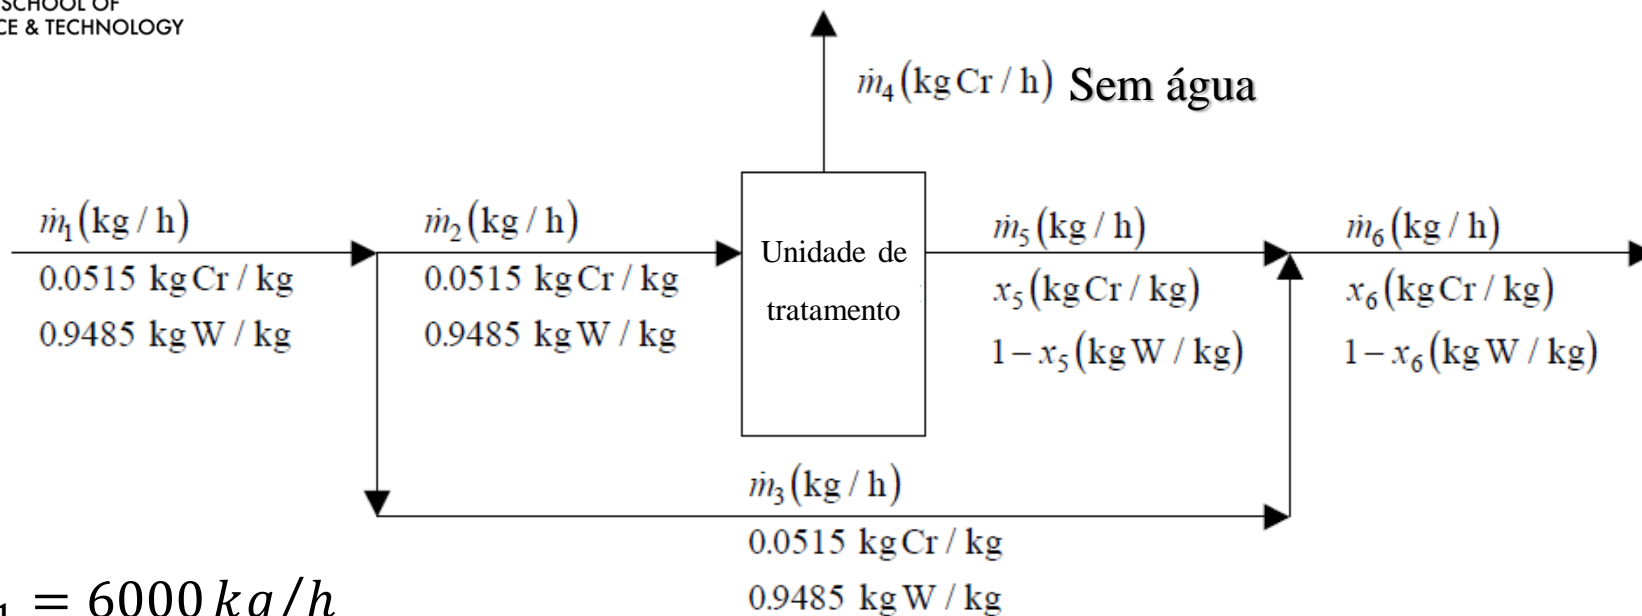 SCHOOL OF
CE & TECHNOLOGY
ṁ₄(kg Cr / h) Sem água
ṁ₁(kg / h)
0.0515 kg Cr / kg
0.9485 kg W / kg
ṁ₂(kg / h)
0.0515 kg Cr / kg
0.9485 kg W / kg
Unidade de
tratamento
ṁ₅(kg / h)
x₅(kg Cr / kg)
1− x₅(kg W / kg)
ṁ₆(kg / h)
x₆(kg Cr / kg)
1− x₆(kg W / kg)
ṁ₃(kg / h)
0.0515 kg Cr / kg
0.9485 kg W / kg
₁ = 6000 kg/h